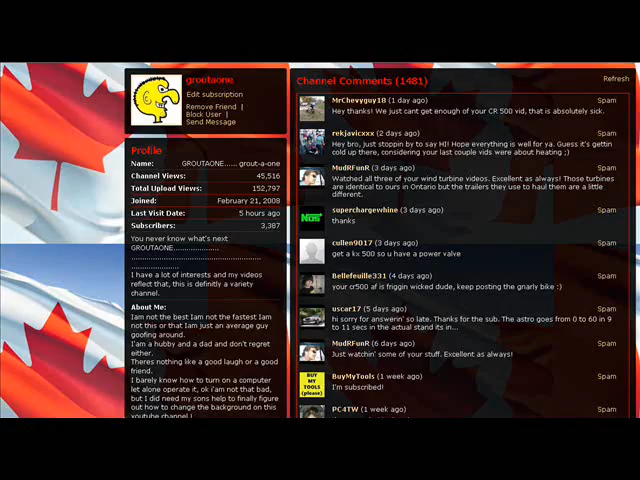 groutaone
Edit subscription
Remove Friend |
Block User |
Send Message
Profile
Name: GROUTAONE...... grout-a-one
Channel Views: 45,516
Total Upload Views: 152,797
Joined: February 21, 2008
Last Visit Date: 5 hours ago
Subscribers: 3,387
You never know what's next
GROUTAONE.....................
............................................................
......................
I have a lot of interests and my videos
reflect that, this is definitly a variety
channel.
About Me:
Iam not the best Iam not the fastest Iam
not this or that Iam just an average guy
goofing around.
I'am a hubby and a dad and don't regret
either.
Theres nothing like a good laugh or a good
friend.
I barely know how to turn on a computer
let alone operate it, ok i'am not that bad,
but I did need my sons help to finally figure
out how to change the background on this
youtube channel !
Channel Comments (1481)
Refresh
MrChevyguy18 (1 day ago) Spam
Hey thanks! We just cant get enough of your CR 500 vid, that is absolutely sick.
rekjavicxxx (2 days ago) Spam
Hey bro, just stoppin by to say HI! Hope everything is well for ya. Guess it's gettin
cold up there, considering your last couple vids were about heating ;)
MudRFunR (3 days ago) Spam
Watched all three of your wind turbine videos. Excellent as always! Those turbines
are identical to ours in Ontario but the trailers they use to haul them are a little
different.
superchargewhine (3 days ago) Spam
thanks
cullen9017 (3 days ago) Spam
get a kx 500 so u have a power valve
Bellefeuille331 (4 days ago) Spam
your cr500 af is friggin wicked dude, keep posting the gnarly bike :)
uscar17 (5 days ago) Spam
hi sorry for answerin' so late. Thanks for the sub. The astro goes from 0 to 60 in 9
to 11 secs in the actual stand its in...
MudRFunR (6 days ago) Spam
Just watchin' some of your stuff. Excellent as always!
BUY
MY
TOOLS
(please)
BuyMyTools (1 week ago) Spam
I'm subscribed!
PC4TW (1 week ago) Spam